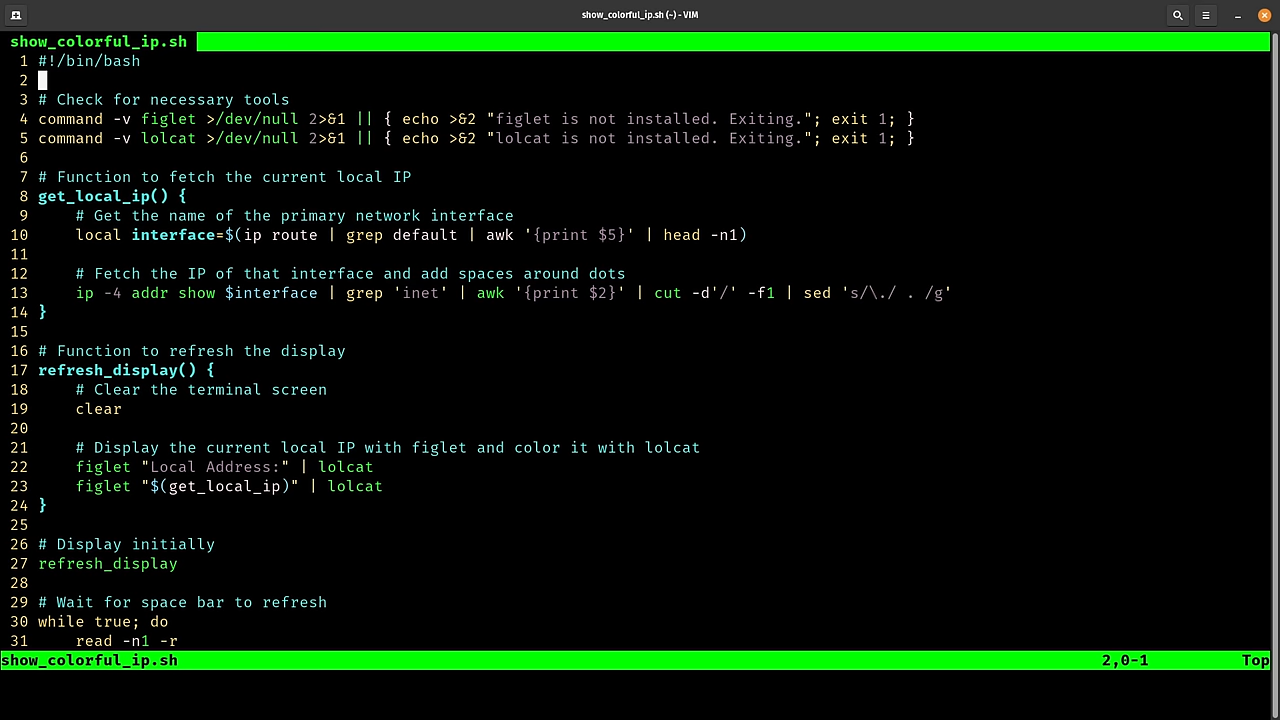 show_colorful_ip.sh (~) - VIM
show_colorful_ip.sh
1 #!/bin/bash
2
3 # Check for necessary tools
4 command -v figlet >/dev/null 2>&1 || { echo >&2 "figlet is not installed. Exiting."; exit 1; }
5 command -v lolcat >/dev/null 2>&1 || { echo >&2 "lolcat is not installed. Exiting."; exit 1; }
6
7 # Function to fetch the current local IP
8 get_local_ip() {
9     # Get the name of the primary network interface
10     local interface=$(ip route | grep default | awk '{print $5}' | head -n1)
11
12     # Fetch the IP of that interface and add spaces around dots
13     ip -4 addr show $interface | grep 'inet' | awk '{print $2}' | cut -d'/' -f1 | sed 's/\./ . /g'
14 }
15
16 # Function to refresh the display
17 refresh_display() {
18     # Clear the terminal screen
19     clear
20
21     # Display the current local IP with figlet and color it with lolcat
22     figlet "Local Address:" | lolcat
23     figlet "$(get_local_ip)" | lolcat
24 }
25
26 # Display initially
27 refresh_display
28
29 # Wait for space bar to refresh
30 while true; do
31     read -n1 -r
show_colorful_ip.sh 2,0-1 Top